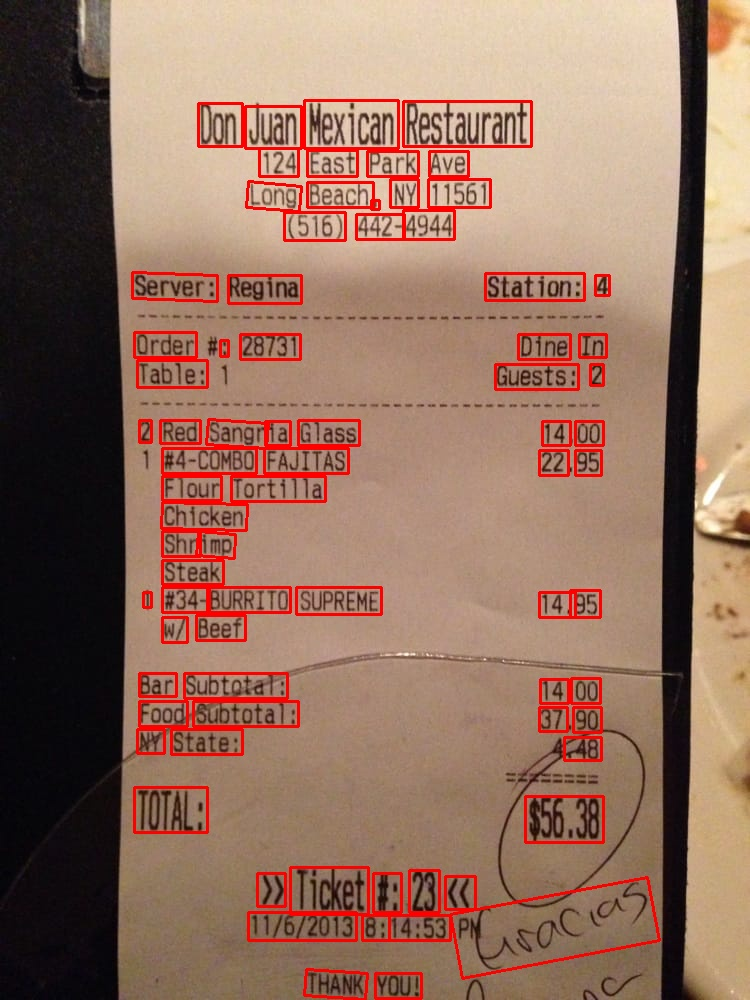 Don Juan Mexican Restaurant
124 East Park Ave
Long Beach, NY 11561
(516) 442-4944
Server: Regina Station: 4
Order #: 28731 Dine In
Table: 1 Guests: 2
2 Red Sangria Glass 14.00
1 #4-COMBO FAJITAS 22.95
Flour Tortilla
Chicken
Shrimp
Steak
1 #34-BURRITO SUPREME 14.95
w/ Beef
Bar Subtotal: 14.00
Food Subtotal: 37.90
NY State: 4.48
TOTAL: $56.38
>> Ticket #: 23 <<
11/6/2013 8:14:53 PM
Gracias
THANK YOU!